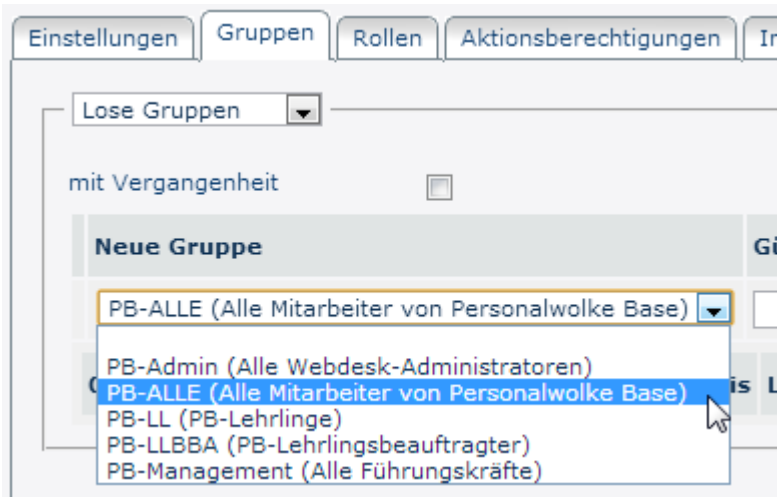 Einstellungen Gruppen Rollen Aktionsberechtigungen
Lose Gruppen
mit Vergangenheit
Neue Gruppe
PB-ALLE (Alle Mitarbeiter von Personalwolke Base)
PB-Admin (Alle Webdesk-Administratoren)
PB-ALLE (Alle Mitarbeiter von Personalwolke Base)
PB-LL (PB-Lehrlinge)
PB-LLBBA (PB-Lehrlingsbeauftragter)
PB-Management (Alle Führungskräfte)